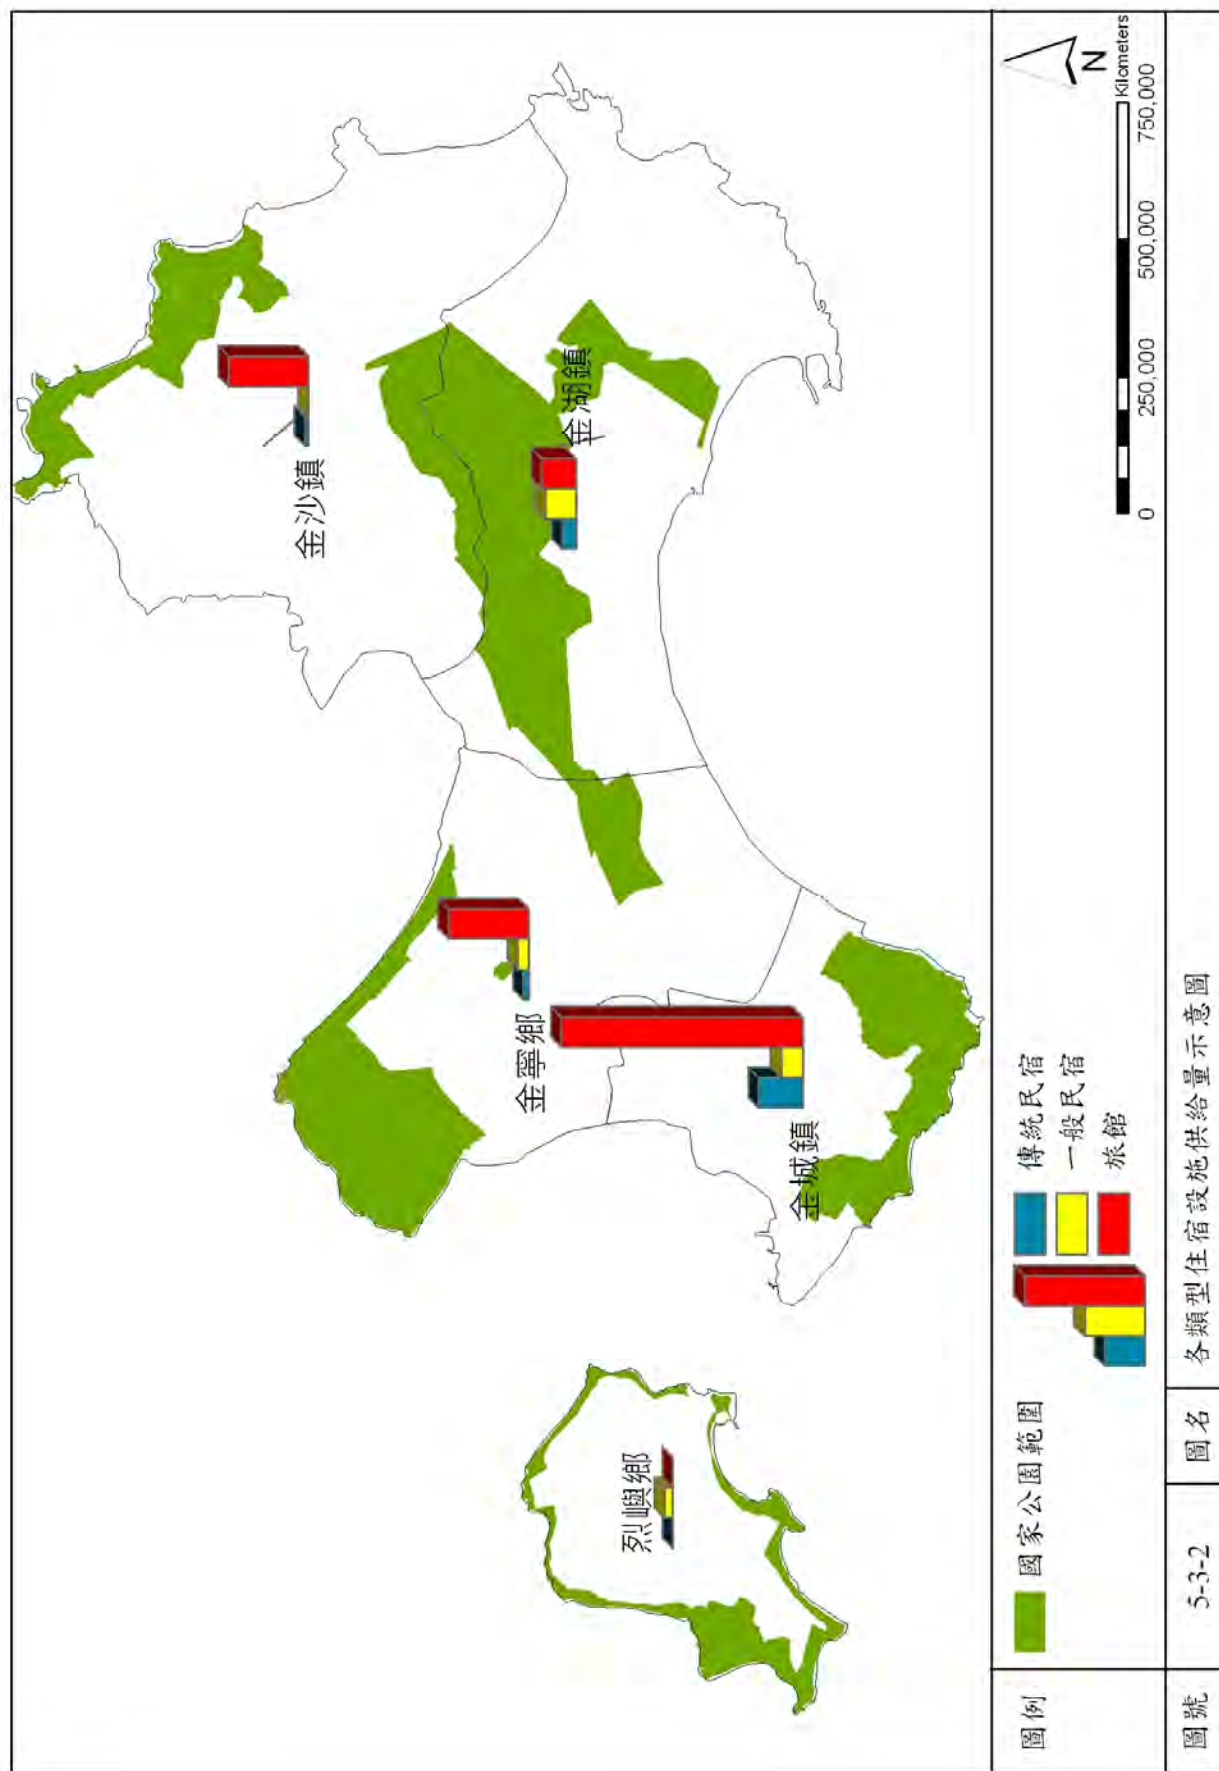 金沙鎮
金湖鎮
金寧鄉
金城鎮
烈嶼鄉
圖例
國家公園範圍
傳統民宿
一般民宿
旅館
N
Kilometers
0 250,000 500,000 750,000
圖號 5-3-2 圖名 各類型住宿設施供給量示意圖